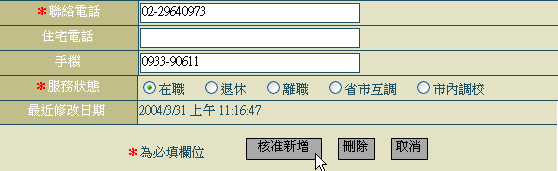 *聯絡電話 02-29640973
住宅電話
手機 0933-90611
*服務狀態 在職 退休 離職 省市互調 市內調校
最近修改日期 2004/3/31 上午 11:16:47
*為必填欄位 核准新增 刪除 取消